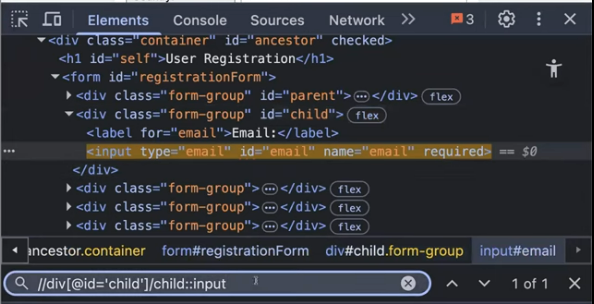 Elements Console Sources Network >> 3
<div class="container" id="ancestor" checked>
<h1 id="self">User Registration</h1>
<form id="registrationForm">
<div class="form-group" id="parent"> </div> flex
<div class="form-group" id="child"> flex
<label for="email">Email:</label>
<input type="email" id="email" name="email" required> == $0
</div>
<div class="form-group"> </div> flex
<div class="form-group"> </div> flex
<div class="form-group"> </div> flex
ancestor.container form#registrationForm div#child.form-group input#email
//div[@id='child']/child::input 1 of 1